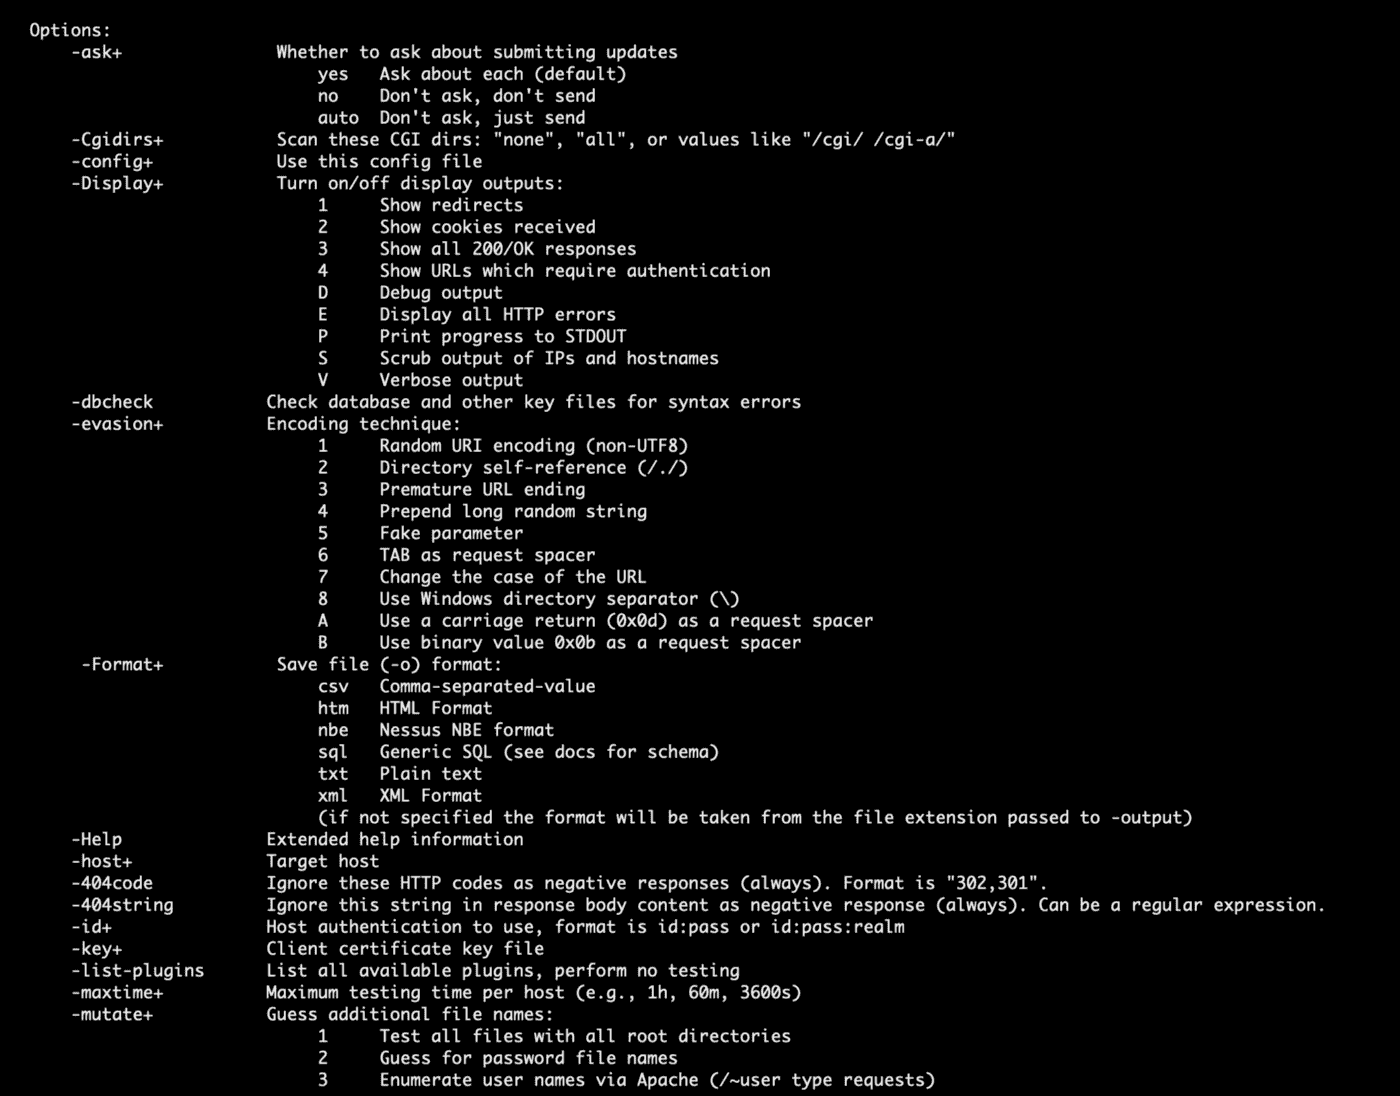 Options:
-ask+ Whether to ask about submitting updates
yes Ask about each (default)
no Don't ask, don't send
auto Don't ask, just send
-Cgidirs+ Scan these CGI dirs: "none", "all", or values like "/cgi/ /cgi-a/"
-config+ Use this config file
-Display+ Turn on/off display outputs:
1 Show redirects
2 Show cookies received
3 Show all 200/OK responses
4 Show URLs which require authentication
D Debug output
E Display all HTTP errors
P Print progress to STDOUT
S Scrub output of IPs and hostnames
V Verbose output
-dbcheck Check database and other key files for syntax errors
-evasion+ Encoding technique:
1 Random URI encoding (non-UTF8)
2 Directory self-reference (/./)
3 Premature URL ending
4 Prepend long random string
5 Fake parameter
6 TAB as request spacer
7 Change the case of the URL
8 Use Windows directory separator (\)
A Use a carriage return (0x0d) as a request spacer
B Use binary value 0x0b as a request spacer
-Format+ Save file (-o) format:
csv Comma-separated-value
htm HTML Format
nbe Nessus NBE format
sql Generic SQL (see docs for schema)
txt Plain text
xml XML Format
(if not specified the format will be taken from the file extension passed to -output)
-Help Extended help information
-host+ Target host
-404code Ignore these HTTP codes as negative responses (always). Format is "302,301".
-404string Ignore this string in response body content as negative response (always). Can be a regular expression.
-id+ Host authentication to use, format is id:pass or id:pass:realm
-key+ Client certificate key file
-list-plugins List all available plugins, perform no testing
-maxtime+ Maximum testing time per host (e.g., 1h, 60m, 3600s)
-mutate+ Guess additional file names:
1 Test all files with all root directories
2 Guess for password file names
3 Enumerate user names via Apache (/~user type requests)